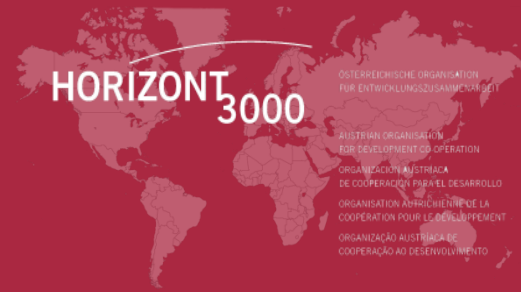 HORIZONT
3000
ÖSTERREICHISCHE ORGANISATION
FÜR ENTWICKLUNGSZUSAMMENARBEIT
AUSTRIAN ORGANISATION
FOR DEVELOPMENT CO-OPERATION
ORGANIZACIÓN AUSTRÍACA
DE COOPERACIÓN PARA EL DESARROLLO
ORGANISATION AUTRICHIENNE DE LA
COOPÉRATION POUR LE DÉVELOPPEMENT
ORGANIZAÇÃO AUSTRÍACA DE
COOPERAÇÃO AO DESENVOLVIMENTO